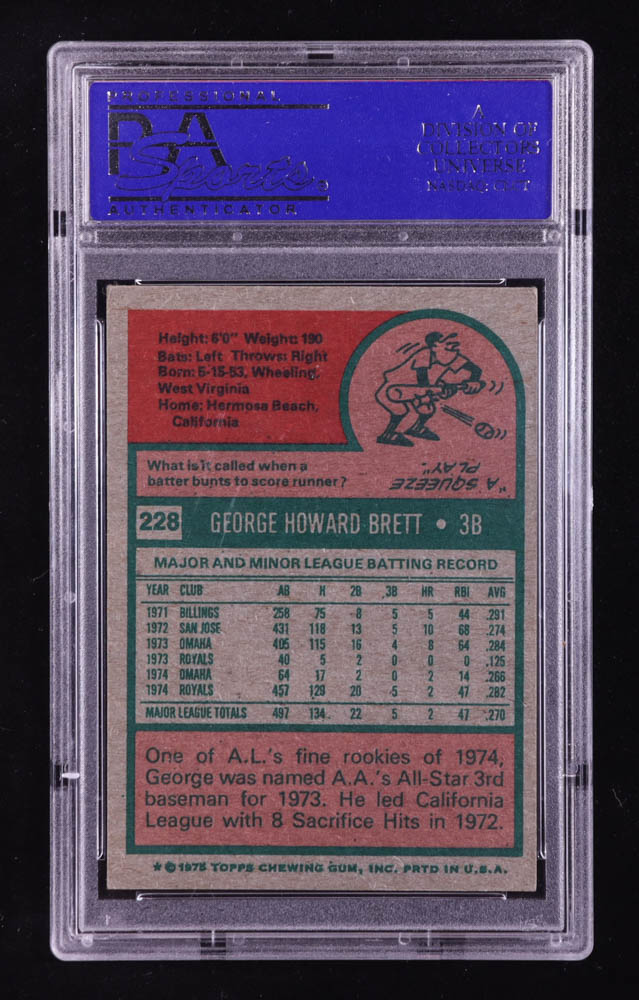 PROFESSIONAL
PSA
Sports®
AUTHENTICATOR
A
DIVISION OF
COLLECTORS
UNIVERSE
NASDAQ: CLCT
Height: 6'0" Weight: 190
Bats: Left Throws: Right
Born: 5-15-53, Wheeling,
West Virginia
Home: Hermosa Beach,
California
What is it called when a
batter bunts to score runner?
"A SQUEEZE
PLAY".
228 GEORGE HOWARD BRETT • 3B
MAJOR AND MINOR LEAGUE BATTING RECORD
YEAR CLUB AB H 2B 3B HR RBI AVG
1971 BILLINGS 258 75 8 5 5 44 .291
1972 SAN JOSE 431 118 13 5 10 68 .274
1973 OMAHA 405 115 16 4 8 64 .284
1973 ROYALS 40 5 2 0 0 0 .125
1974 OMAHA 64 17 2 0 2 14 .266
1974 ROYALS 457 129 20 5 2 47 .282
MAJOR LEAGUE TOTALS 497 134 22 5 2 47 .270
One of A.L.'s fine rookies of 1974,
George was named A.A.'s All-Star 3rd
baseman for 1973. He led California
League with 8 Sacrifice Hits in 1972.
★©1975 TOPPS CHEWING GUM, INC. PRTD IN U.S.A.